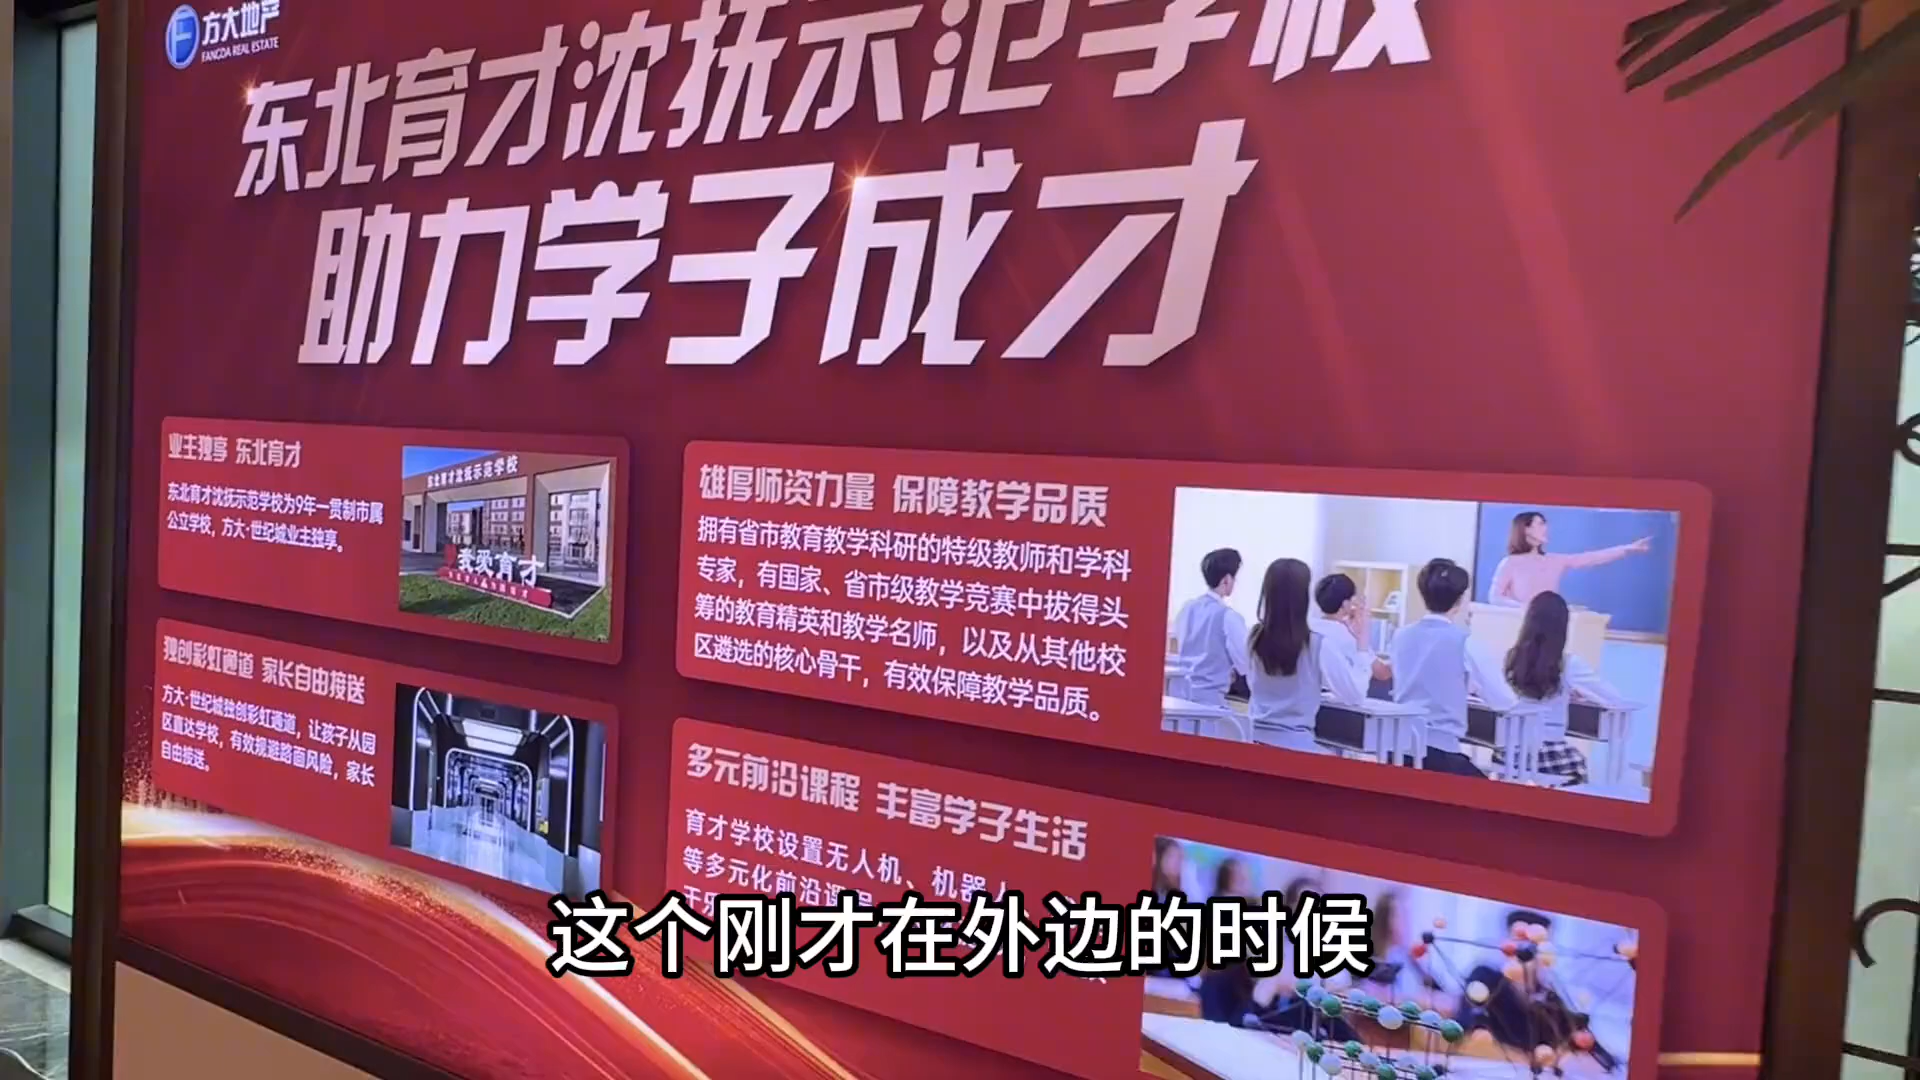 方大地产
FANGDA REAL ESTATE
东北育才沈抚示范学校
助力学子成才
业主独享 东北育才
东北育才沈抚示范学校为9年一贯制市属
公立学校，方大·世纪城业主独享。
东北育才沈抚示范学校
我爱育才
独创彩虹通道 家长自由接送
方大·世纪城独创彩虹通道，让孩子从园
区直达学校，有效规避路面风险，家长
自由接送。
雄厚师资力量 保障教学品质
拥有省市教育教学科研的特级教师和学科
专家，有国家、省市级教学竞赛中拔得头
筹的教育精英和教学名师，以及从其他校
区遴选的核心骨干，有效保障教学品质。
多元前沿课程 丰富学子生活
育才学校设置无人机、机器人
等多元化前沿课
这个刚才在外边的时候